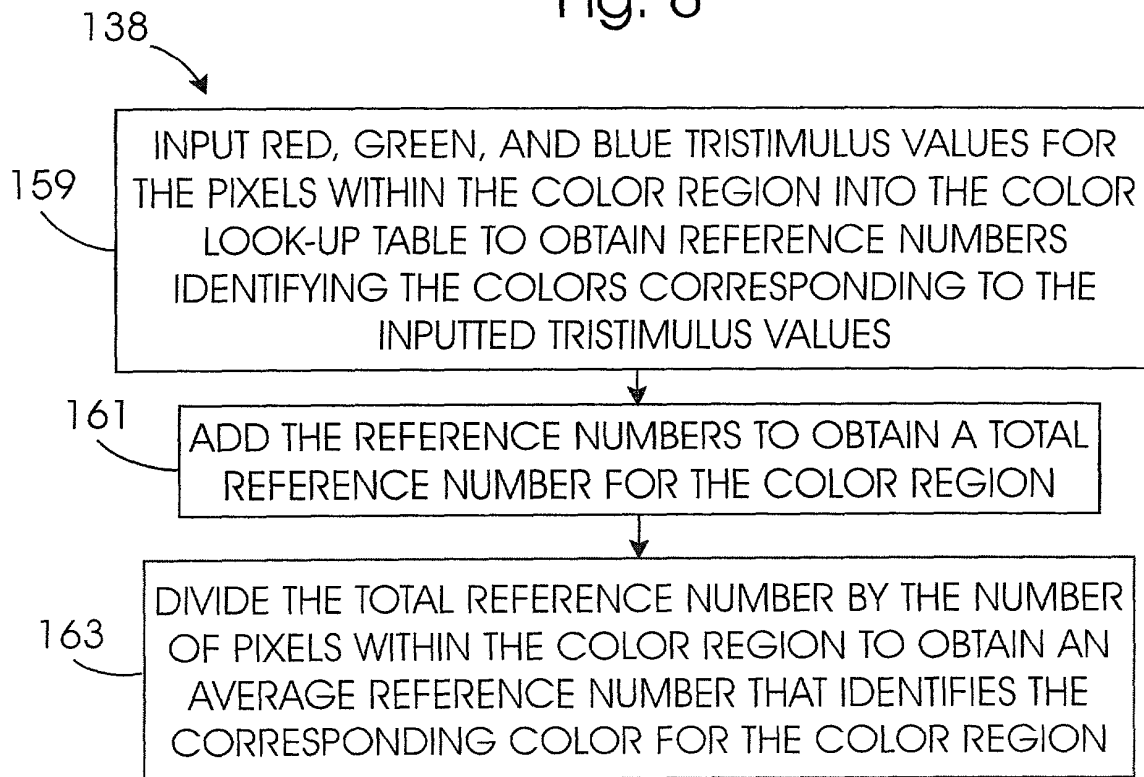 Fig. 8
138
159
INPUT RED, GREEN, AND BLUE TRISTIMULUS VALUES FOR
THE PIXELS WITHIN THE COLOR REGION INTO THE COLOR
LOOK-UP TABLE TO OBTAIN REFERENCE NUMBERS
IDENTIFYING THE COLORS CORRESPONDING TO THE
INPUTTED TRISTIMULUS VALUES
161
ADD THE REFERENCE NUMBERS TO OBTAIN A TOTAL
REFERENCE NUMBER FOR THE COLOR REGION
163
DIVIDE THE TOTAL REFERENCE NUMBER BY THE NUMBER
OF PIXELS WITHIN THE COLOR REGION TO OBTAIN AN
AVERAGE REFERENCE NUMBER THAT IDENTIFIES THE
CORRESPONDING COLOR FOR THE COLOR REGION